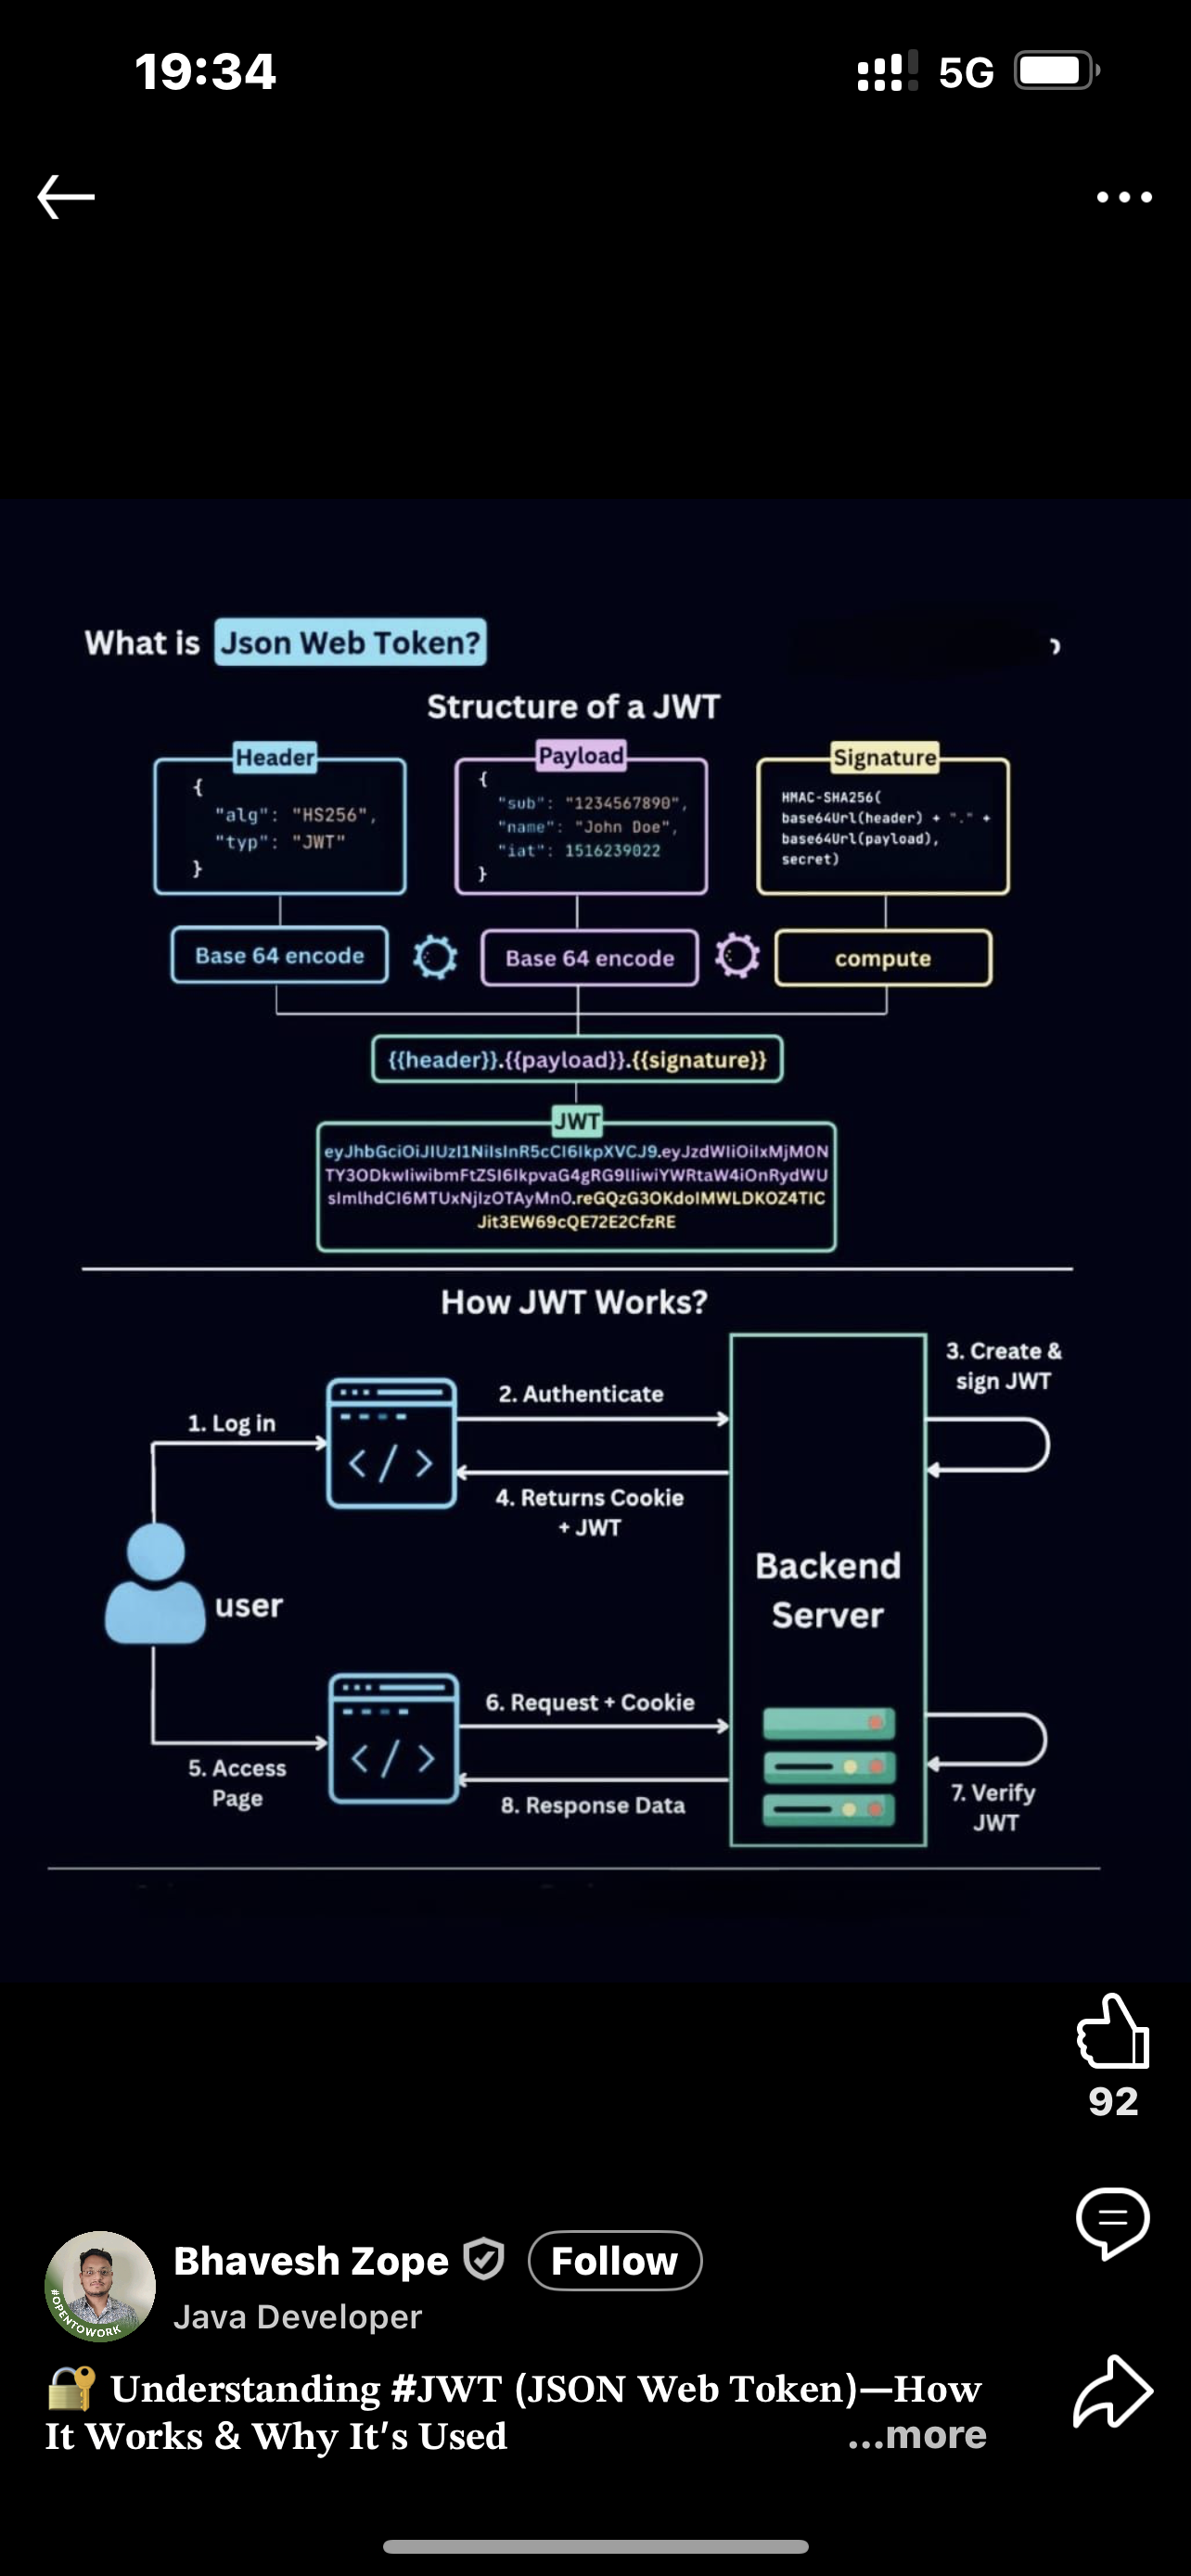 19:34
5G
What is Json Web Token?
Structure of a JWT
Header
{
"alg": "HS256",
"typ": "JWT"
}
Payload
{
"sub": "1234567890",
"name": "John Doe",
"iat": 1516239022
}
Signature
HMAC-SHA256(
base64Url(header) + "." +
base64Url(payload),
secret)
Base 64 encode
Base 64 encode
compute
{{header}}.{{payload}}.{{signature}}
JWT
eyJhbGciOiJIUzI1NiIsInR5cCI6IkpXVCJ9.eyJzdWIiOiIxMjM0N
TY3ODkwIiwibmFtZSI6IkpvaG4gRG9lIiwiYWRtaW4iOnRydWU
sImlhdCI6MTUxNjIzOTAyMn0.reGQzG3OKdoIMWLDKOZ4TIC
Jit3EW69cQE72E2CfzRE
How JWT Works?
1. Log in
2. Authenticate
3. Create &
sign JWT
4. Returns Cookie
+ JWT
Backend
Server
user
5. Access
Page
6. Request + Cookie
7. Verify
JWT
8. Response Data
92
Bhavesh Zope
Follow
#OPENTOWORK
Java Developer
🔐 Understanding #JWT (JSON Web Token)—How
It Works & Why It's Used
...more